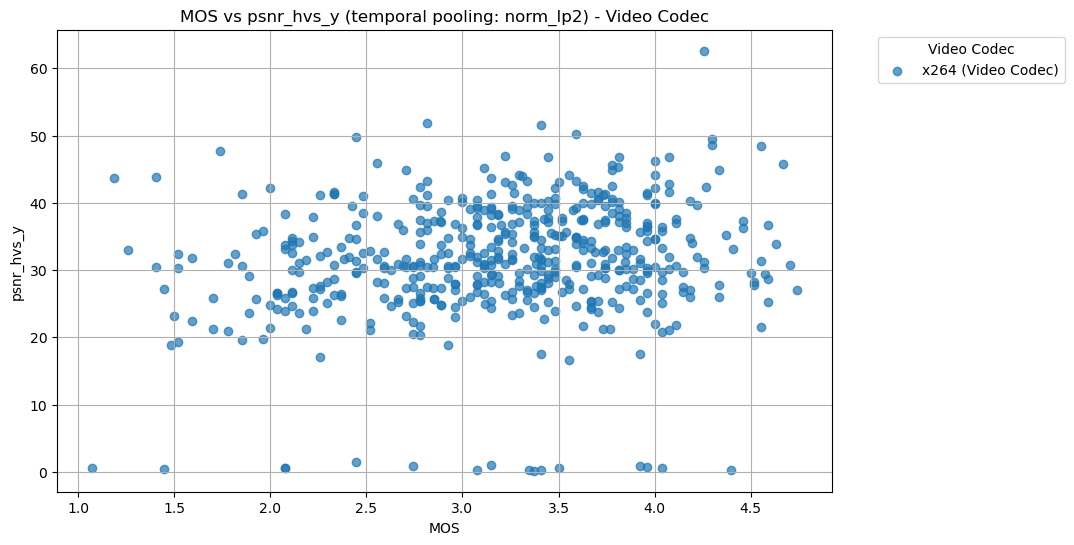 MOS vs psnr_hvs_y (temporal pooling: norm_lp2) - Video Codec
Video Codec
x264 (Video Codec)
psnr_hvs_y
60
50
40
30
20
10
0
1.0 1.5 2.0 2.5 3.0 3.5 4.0 4.5
MOS